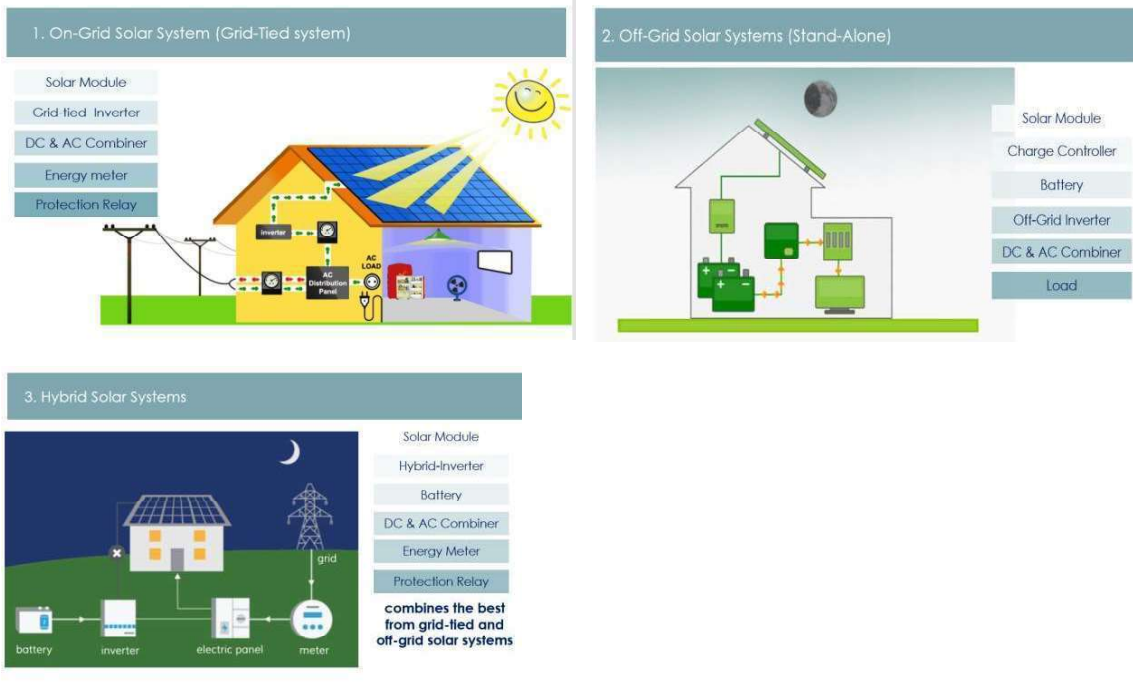 1. On-Grid Solar System (Grid-Tied system)
Solar Module
Grid-tied Inverter
DC & AC Combiner
Energy meter
Protection Relay
Inverter
AC
LOAD
AC
Distribution
Panel
2. Off-Grid Solar Systems (Stand-Alone)
Solar Module
Charge Controller
Battery
Off-Grid Inverter
DC & AC Combiner
Load
3. Hybrid Solar Systems
Solar Module
Hybrid-Inverter
Battery
DC & AC Combiner
Energy Meter
Protection Relay
combines the best
from grid-tied and
off-grid solar systems
grid
battery
inverter
electric panel
meter